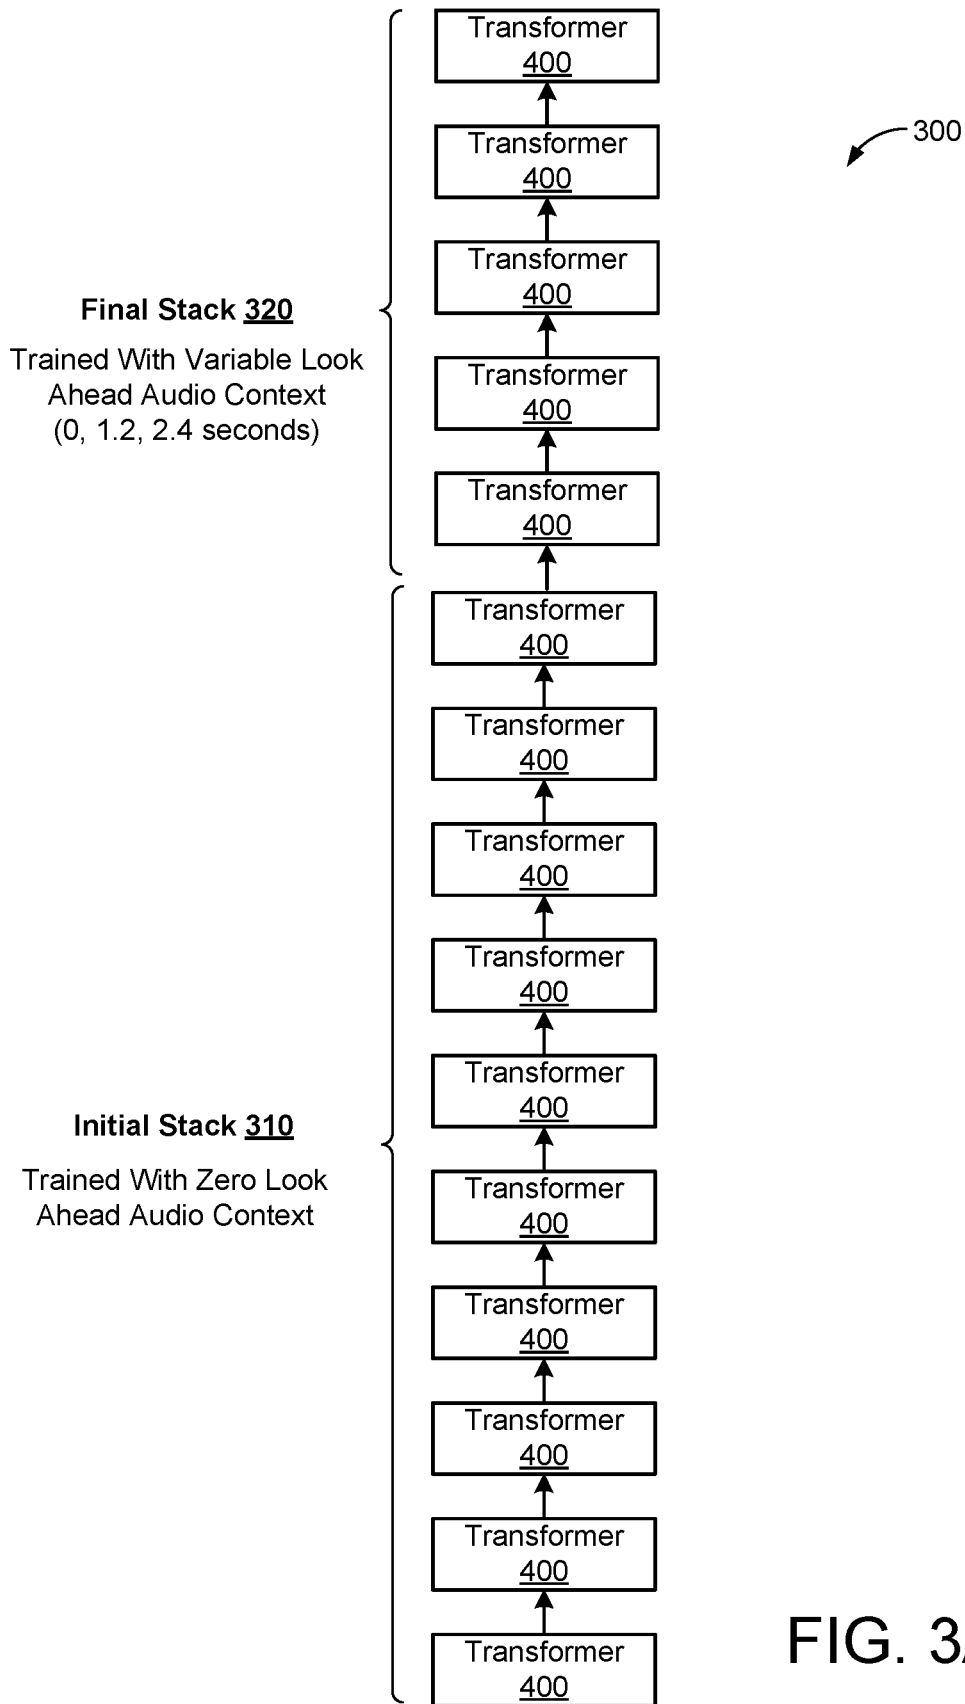 Transformer
400
Transformer
400
300
Transformer
400
Final Stack 320
Trained With Variable Look
Ahead Audio Context
(0, 1.2, 2.4 seconds)
Transformer
400
Transformer
400
Transformer
400
Transformer
400
Transformer
400
Transformer
400
Transformer
400
Initial Stack 310
Trained With Zero Look
Ahead Audio Context
Transformer
400
Transformer
400
Transformer
400
Transformer
400
Transformer
400
FIG. 3A